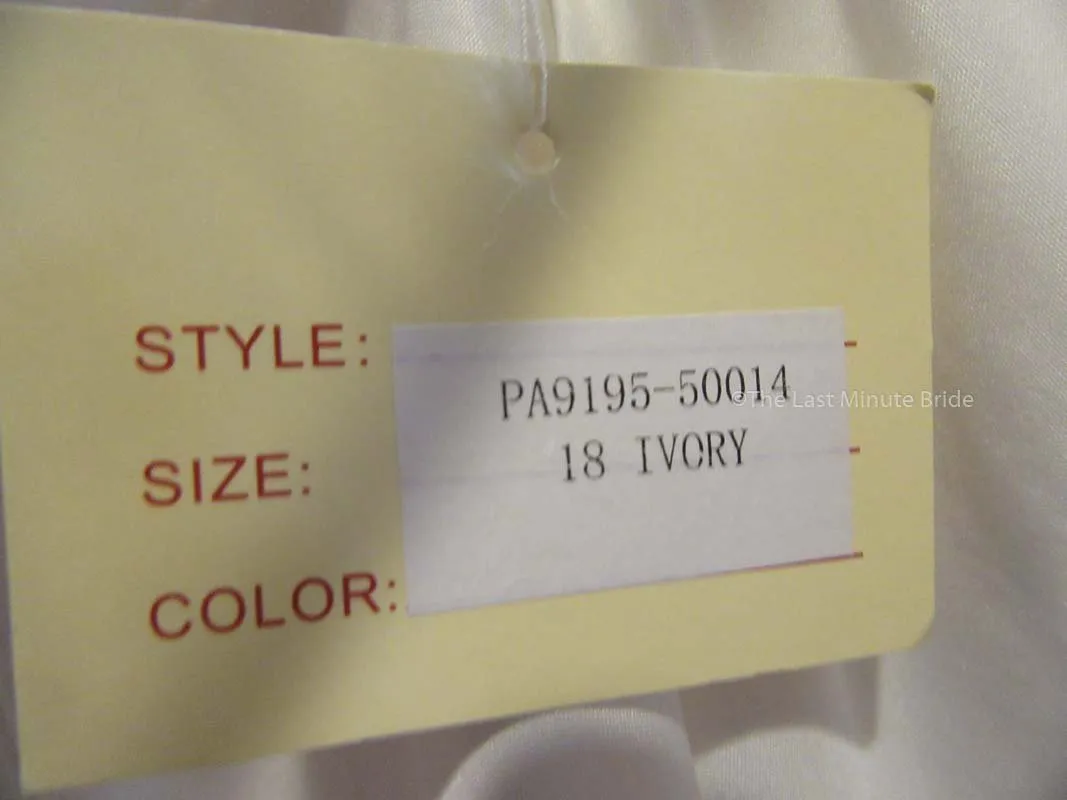 STYLE:
PA9195-50014
©The Last Minute Bride
SIZE:
18 IVORY
COLOR: